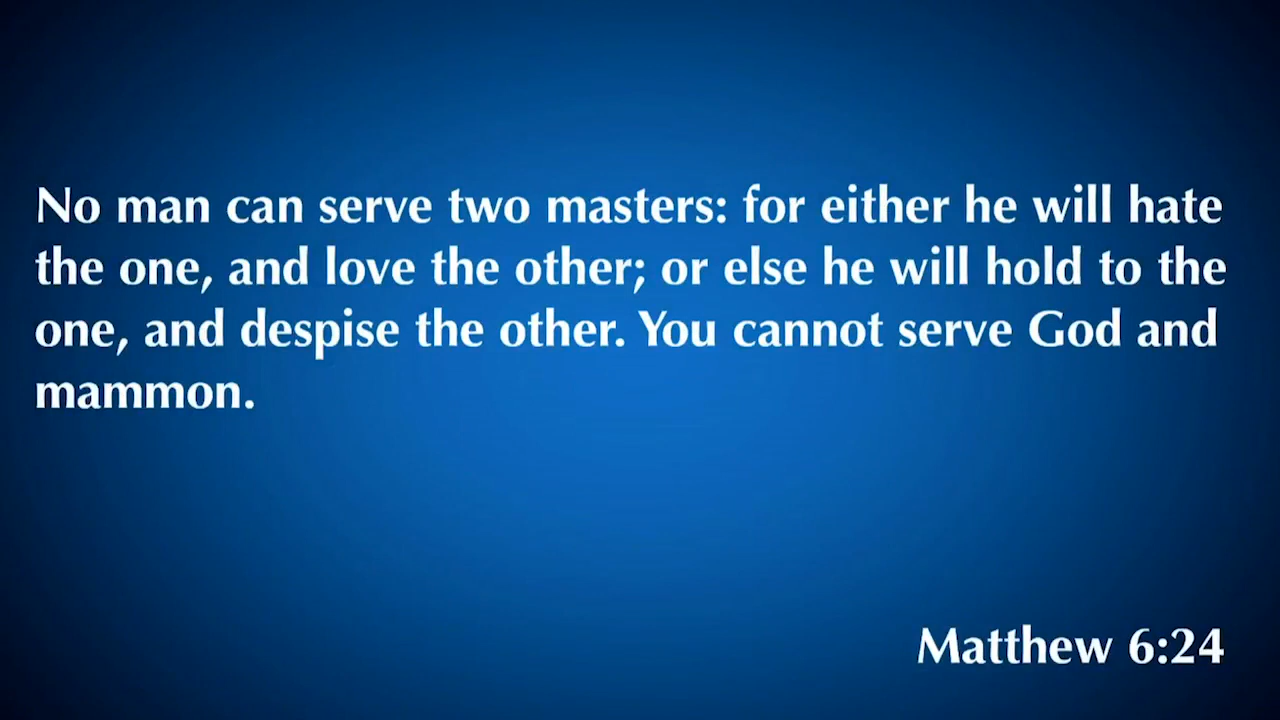 No man can serve two masters: for either he will hate
the one, and love the other; or else he will hold to the
one, and despise the other. You cannot serve God and
mammon.
Matthew 6:24